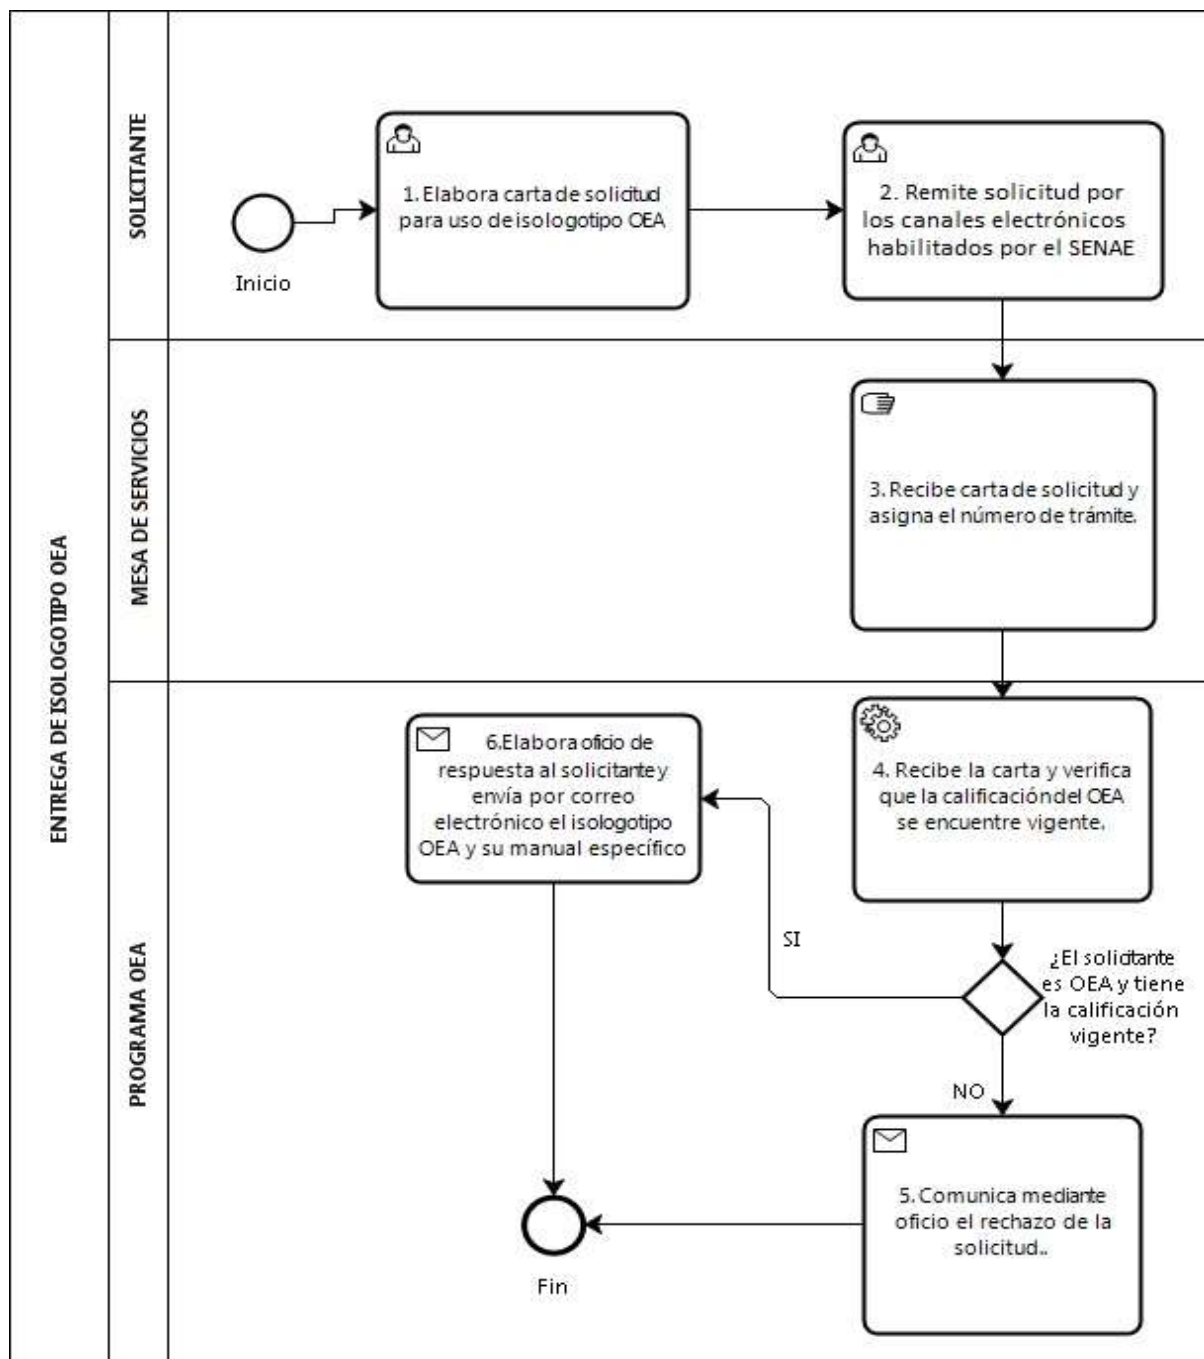 ENTREGA DE ISOLOGOTIPO OEA
SOLICITANTE
Inicio
1. Elabora carta de solicitud
para uso de isologotipo OEA
2. Remite solicitud por
los canales electrónicos
habilitados por el SENAE
MESA DE SERVICIOS
3. Recibe carta de solicitud y
asigna el número de trámite.
PROGRAMA OEA
4. Recibe la carta y verifica
que la calificación del OEA
se encuentre vigente.
¿El solicitante
es OEA y tiene
la calificación
vigente?
SI
NO
6.Elabora oficio de
respuesta al solicitante y
envía por correo
electrónico el isologotipo
OEA y su manual específico
5. Comunica mediante
oficio el rechazo de la
solicitud..
Fin